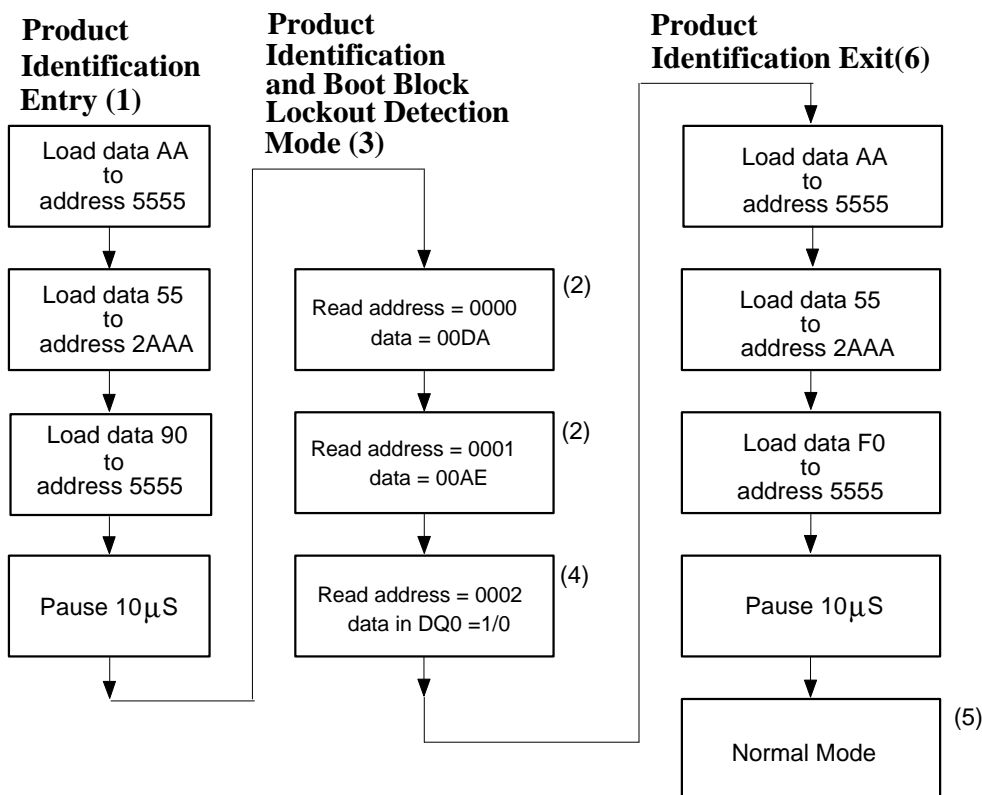 Product
Identification
Entry (1)
Load data AA
to
address 5555
Load data 55
to
address 2AAA
Load data 90
to
address 5555
Pause 10μS
Product
Identification
and Boot Block
Lockout Detection
Mode (3)
Read address = 0000
data = 00DA
(2)
Read address = 0001
data = 00AE
(2)
Read address = 0002
data in DQ0 =1/0
(4)
Product
Identification Exit(6)
Load data AA
to
address 5555
Load data 55
to
address 2AAA
Load data F0
to
address 5555
Pause 10μS
Normal Mode
(5)